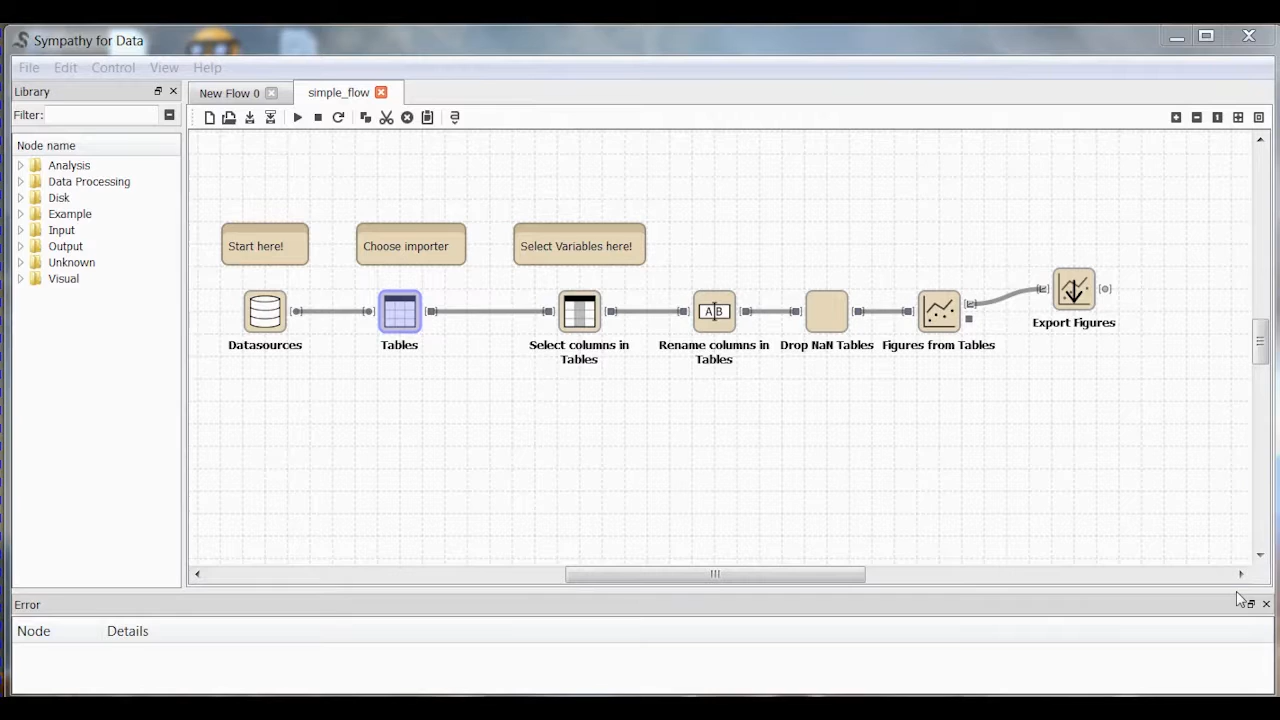 Sympathy for Data
File Edit Control View Help
Library
New Flow 0
simple_flow
Filter:
Node name
Analysis
Data Processing
Disk
Example
Input
Output
Unknown
Visual
Start here!
Choose importer
Select Variables here!
A B
Datasources
Tables
Select columns in
Tables
Rename columns in
Tables
Drop NaN Tables
Figures from Tables
Export Figures
Error
Node Details